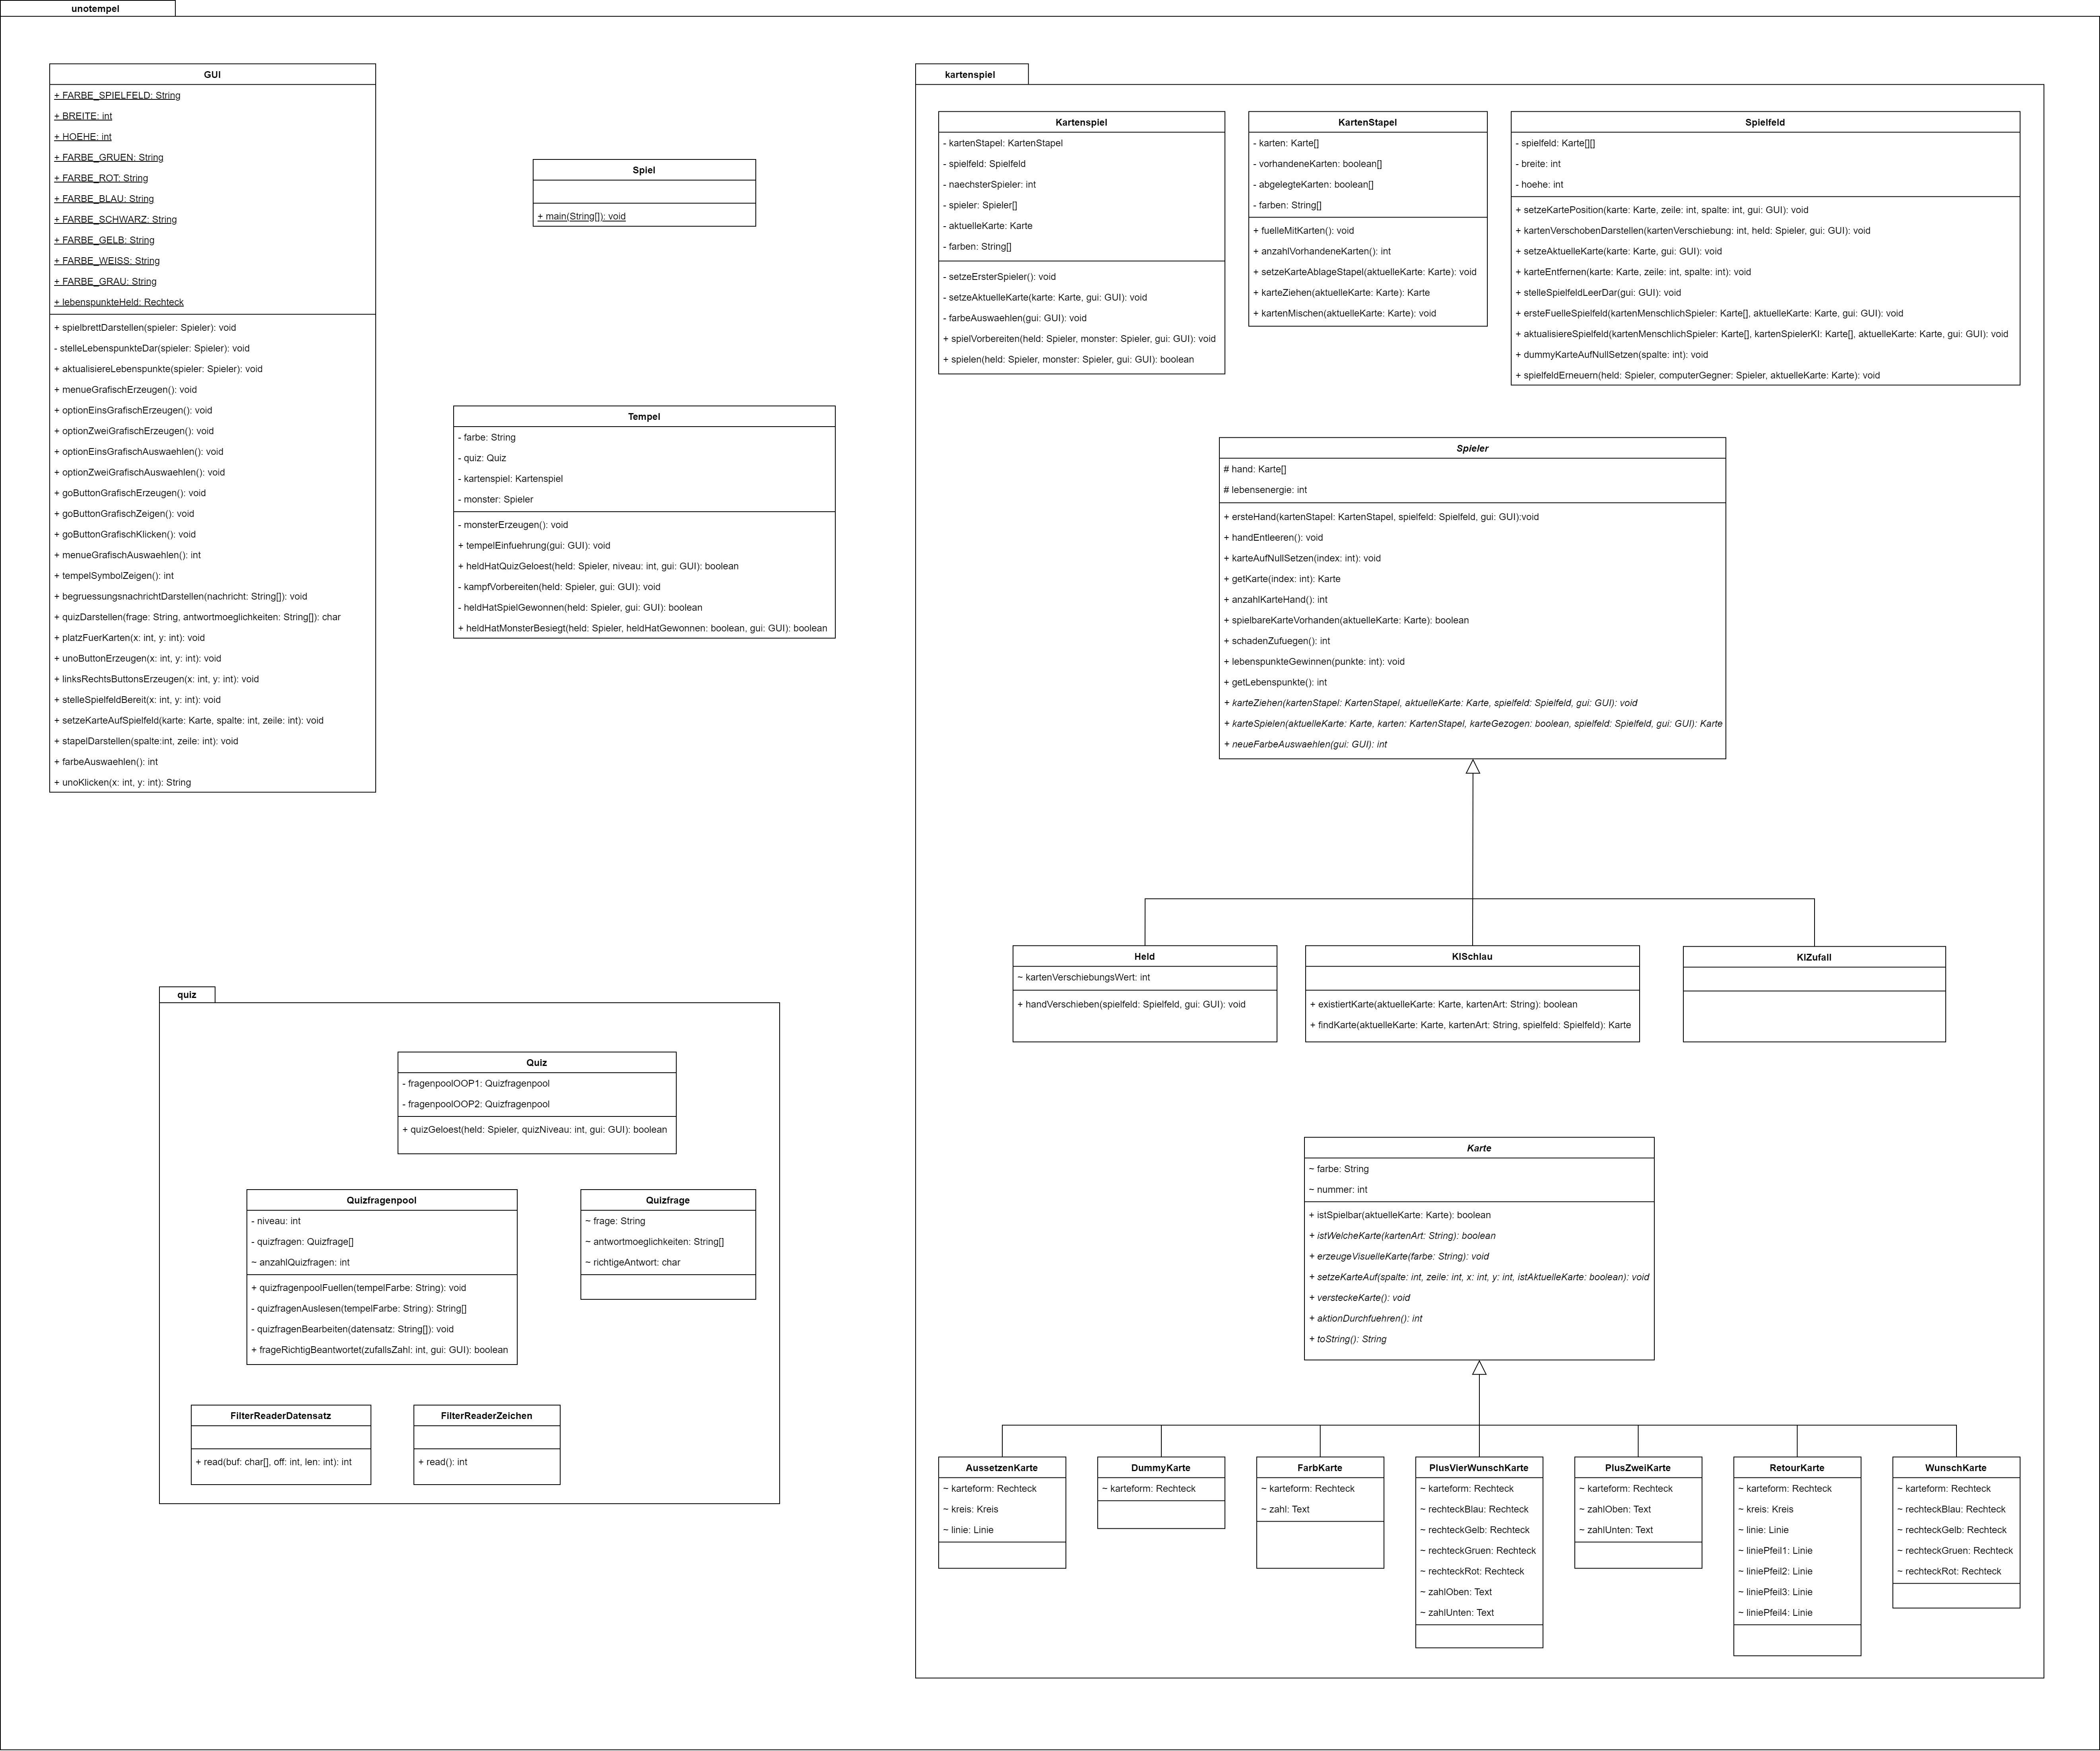 unotempel
GUI
+ FARBE_SPIELFELD: String
+ BREITE: int
+ HOEHE: int
+ FARBE_GRUEN: String
+ FARBE_ROT: String
+ FARBE_BLAU: String
+ FARBE_SCHWARZ: String
+ FARBE_GELB: String
+ FARBE_WEISS: String
+ FARBE_GRAU: String
+ lebenspunkteHeld: Rechteck
+ spielbrettDarstellen(spieler: Spieler): void
- stelleLebenspunkteDar(spieler: Spieler): void
+ aktualisiereLebenspunkte(spieler: Spieler): void
+ menueGrafischErzeugen(): void
+ optionEinsGrafischErzeugen(): void
+ optionZweiGrafischErzeugen(): void
+ optionEinsGrafischAuswaehlen(): void
+ optionZweiGrafischAuswaehlen(): void
+ goButtonGrafischErzeugen(): void
+ goButtonGrafischZeigen(): void
+ goButtonGrafischKlicken(): void
+ menueGrafischAuswaehlen(): int
+ tempelSymbolZeigen(): int
+ begruessungsnachrichtDarstellen(nachricht: String[]): void
+ quizDarstellen(frage: String, antwortmoeglichkeiten: String[]): char
+ platzFuerKarten(x: int, y: int): void
+ unoButtonErzeugen(x: int, y: int): void
+ linksRechtsButtonsErzeugen(x: int, y: int): void
+ stelleSpielfeldBereit(x: int, y: int): void
+ setzeKarteAufSpielfeld(karte: Karte, spalte: int, zeile: int): void
+ stapelDarstellen(spalte:int, zeile: int): void
+ farbeAuswaehlen(): int
+ unoKlicken(x: int, y: int): String
Spiel
+ main(String[]): void
Tempel
- farbe: String
- quiz: Quiz
- kartenspiel: Kartenspiel
- monster: Spieler
- monsterErzeugen(): void
+ tempelEinfuehrung(gui: GUI): void
+ heldHatQuizGeloest(held: Spieler, niveau: int, gui: GUI): boolean
- kampfVorbereiten(held: Spieler, gui: GUI): void
- heldHatSpielGewonnen(held: Spieler, gui: GUI): boolean
+ heldHatMonsterBesiegt(held: Spieler, heldHatGewonnen: boolean, gui: GUI): boolean
quiz
Quiz
- fragenpoolOOP1: Quizfragenpool
- fragenpoolOOP2: Quizfragenpool
+ quizGeloest(held: Spieler, quizNiveau: int, gui: GUI): boolean
Quizfragenpool
- niveau: int
- quizfragen: Quizfrage[]
~ anzahlQuizfragen: int
+ quizfragenpoolFuellen(tempelFarbe: String): void
- quizfragenAuslesen(tempelFarbe: String): String[]
- quizfragenBearbeiten(datensatz: String[]): void
+ frageRichtigBeantwortet(zufallsZahl: int, gui: GUI): boolean
Quizfrage
~ frage: String
~ antwortmoeglichkeiten: String[]
~ richtigeAntwort: char
FilterReaderDatensatz
+ read(buf: char[], off: int, len: int): int
FilterReaderZeichen
+ read(): int
kartenspiel
Kartenspiel
- kartenStapel: KartenStapel
- spielfeld: Spielfeld
- naechsterSpieler: int
- spieler: Spieler[]
- aktuelleKarte: Karte
- farben: String[]
- setzeErsterSpieler(): void
- setzeAktuelleKarte(karte: Karte, gui: GUI): void
- farbeAuswaehlen(gui: GUI): void
+ spielVorbereiten(held: Spieler, monster: Spieler, gui: GUI): void
+ spielen(held: Spieler, monster: Spieler, gui: GUI): boolean
KartenStapel
- karten: Karte[]
- vorhandeneKarten: boolean[]
- abgelegteKarten: boolean[]
- farben: String[]
+ fuelleMitKarten(): void
+ anzahlVorhandeneKarten(): int
+ setzeKarteAblageStapel(aktuelleKarte: Karte): void
+ karteZiehen(aktuelleKarte: Karte): Karte
+ kartenMischen(aktuelleKarte: Karte): void
Spielfeld
- spielfeld: Karte[][]
- breite: int
- hoehe: int
+ setzeKartePosition(karte: Karte, zeile: int, spalte: int, gui: GUI): void
+ kartenVerschobenDarstellen(kartenVerschiebung: int, held: Spieler, gui: GUI): void
+ setzeAktuelleKarte(karte: Karte, gui: GUI): void
+ karteEntfernen(karte: Karte, zeile: int, spalte: int): void
+ stelleSpielfeldLeerDar(gui: GUI): void
+ ersteFuelleSpielfeld(kartenMenschlichSpieler: Karte[], aktuelleKarte: Karte, gui: GUI): void
+ aktualisiereSpielfeld(kartenMenschlichSpieler: Karte[], kartenSpielerKI: Karte[], aktuelleKarte: Karte, gui: GUI): void
+ dummyKarteAufNullSetzen(spalte: int): void
+ spielfeldErneuern(held: Spieler, computerGegner: Spieler, aktuelleKarte: Karte): void
Spieler
# hand: Karte[]
# lebensenergie: int
+ ersteHand(kartenStapel: KartenStapel, spielfeld: Spielfeld, gui: GUI):void
+ handEntleeren(): void
+ karteAufNullSetzen(index: int): void
+ getKarte(index: int): Karte
+ anzahlKarteHand(): int
+ spielbareKarteVorhanden(aktuelleKarte: Karte): boolean
+ schadenZufuegen(): int
+ lebenspunkteGewinnen(punkte: int): void
+ getLebenspunkte(): int
+ karteZiehen(kartenStapel: KartenStapel, aktuelleKarte: Karte, spielfeld: Spielfeld, gui: GUI): void
+ karteSpielen(aktuelleKarte: Karte, karten: KartenStapel, karteGezogen: boolean, spielfeld: Spielfeld, gui: GUI): Karte
+ neueFarbeAuswaehlen(gui: GUI): int
Held
~ kartenVerschiebungsWert: int
+ handVerschieben(spielfeld: Spielfeld, gui: GUI): void
KISchlau
+ existiertKarte(aktuelleKarte: Karte, kartenArt: String): boolean
+ findKarte(aktuelleKarte: Karte, kartenArt: String, spielfeld: Spielfeld): Karte
KIZufall
Karte
~ farbe: String
~ nummer: int
+ istSpielbar(aktuelleKarte: Karte): boolean
+ istWelcheKarte(kartenArt: String): boolean
+ erzeugeVisuelleKarte(farbe: String): void
+ setzeKarteAuf(spalte: int, zeile: int, x: int, y: int, istAktuelleKarte: boolean): void
+ versteckeKarte(): void
+ aktionDurchfuehren(): int
+ toString(): String
AussetzenKarte
~ karteform: Rechteck
~ kreis: Kreis
~ linie: Linie
DummyKarte
~ karteform: Rechteck
FarbKarte
~ karteform: Rechteck
~ zahl: Text
PlusVierWunschKarte
~ karteform: Rechteck
~ rechteckBlau: Rechteck
~ rechteckGelb: Rechteck
~ rechteckGruen: Rechteck
~ rechteckRot: Rechteck
~ zahlOben: Text
~ zahlUnten: Text
PlusZweiKarte
~ karteform: Rechteck
~ zahlOben: Text
~ zahlUnten: Text
RetourKarte
~ karteform: Rechteck
~ kreis: Kreis
~ linie: Linie
~ liniePfeil1: Linie
~ liniePfeil2: Linie
~ liniePfeil3: Linie
~ liniePfeil4: Linie
WunschKarte
~ karteform: Rechteck
~ rechteckBlau: Rechteck
~ rechteckGelb: Rechteck
~ rechteckGruen: Rechteck
~ rechteckRot: Rechteck